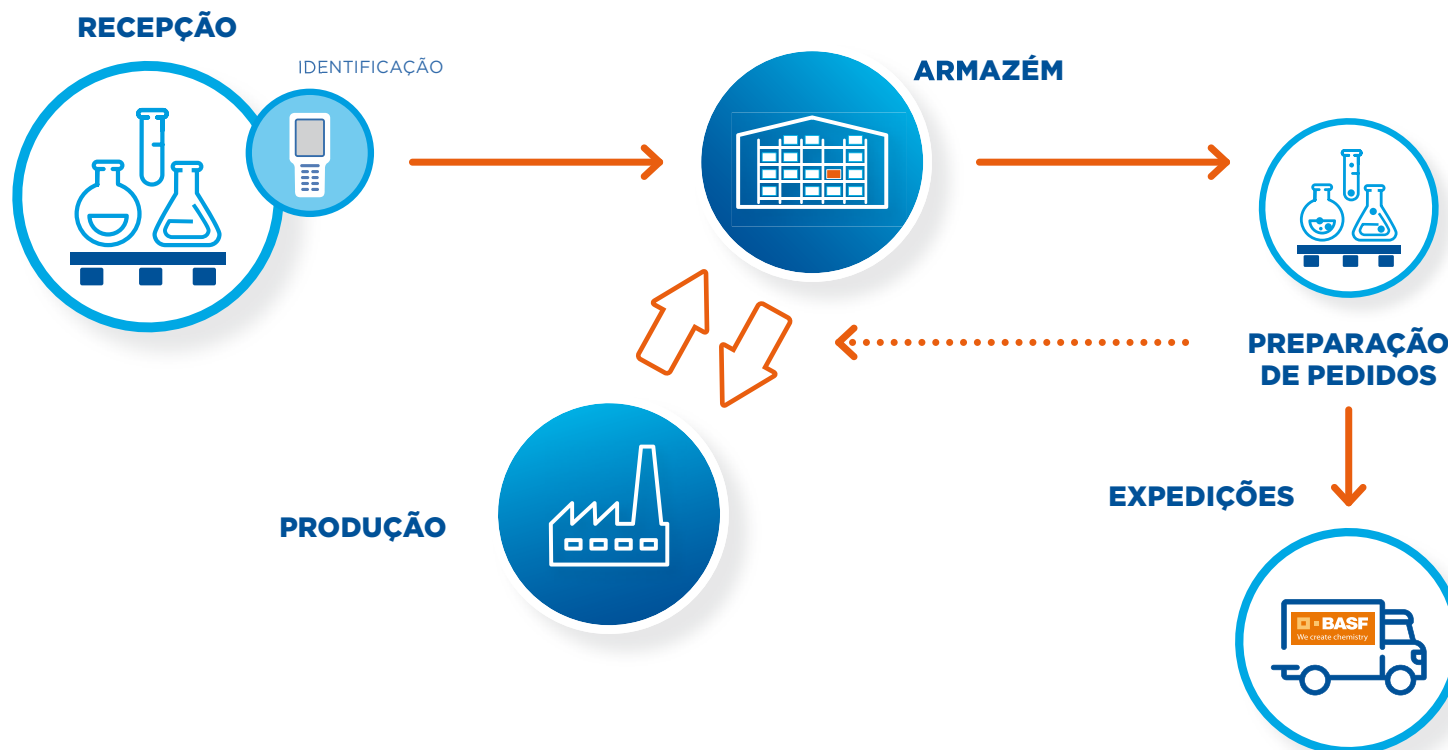 RECEPÇÃO
IDENTIFICAÇÃO
ARMAZÉM
PREPARAÇÃO
DE PEDIDOS
EXPEDIÇÕES
PRODUÇÃO
BASF
We create chemistry